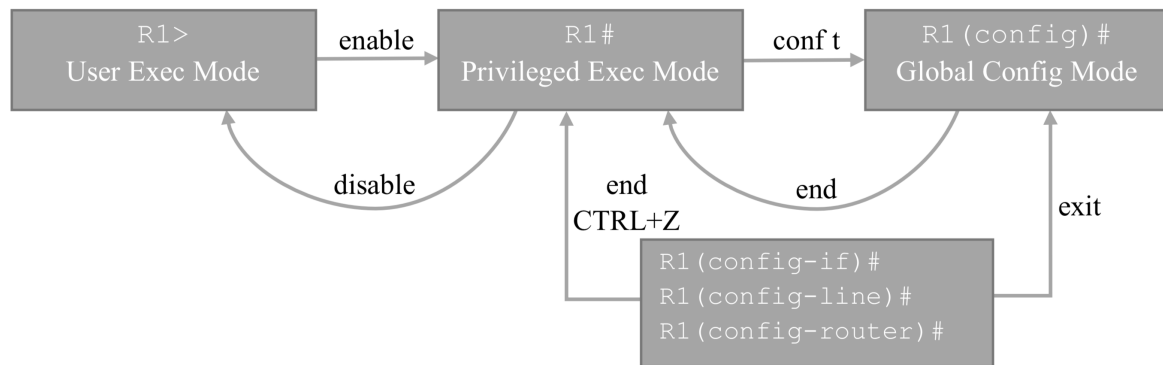 R1>
User Exec Mode
enable
R1#
Privileged Exec Mode
conf t
R1(config)#
Global Config Mode
disable
end
CTRL+Z
end
exit
R1(config-if)#
R1(config-line)#
R1(config-router)#